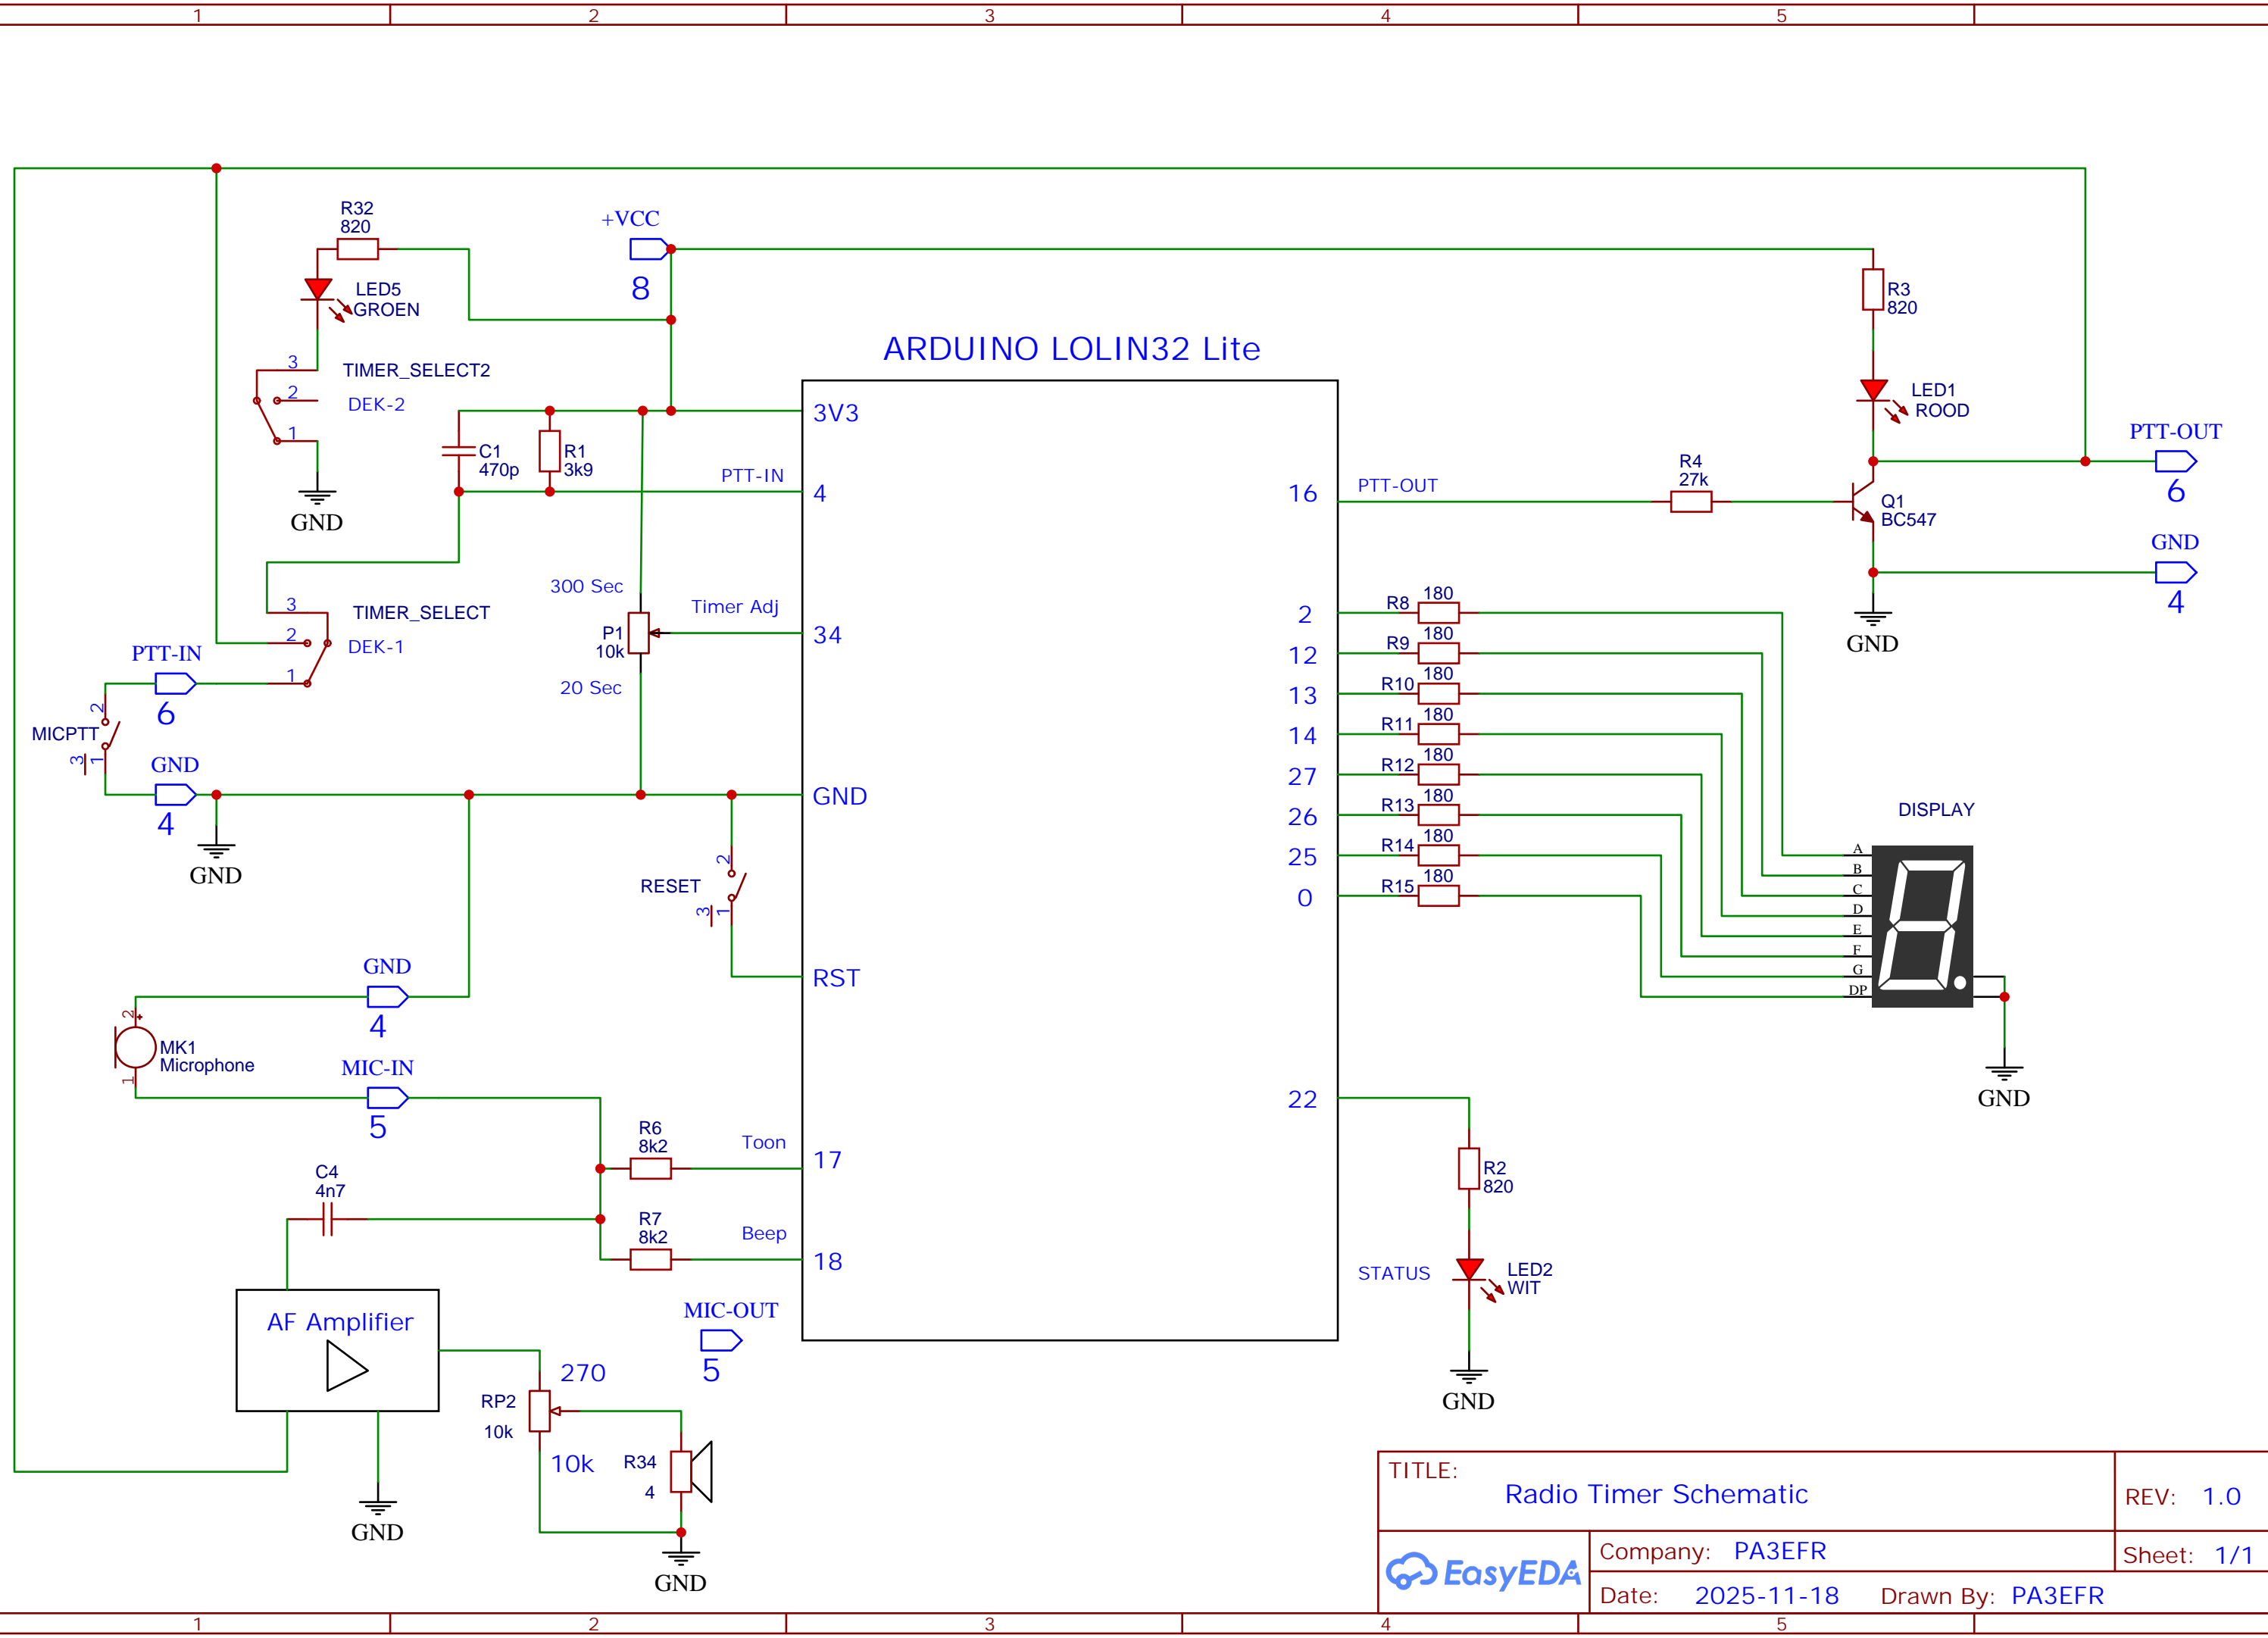 1 2 3 4 5
R32
820
+VCC
8
LED5
GROEN
R3
820
ARDUINO LOLIN32 Lite
3
TIMER_SELECT2
2
DEK-2
1
LED1
ROOD
GND
3V3
C1
470p
R1
3k9
PTT-IN
4
16
PTT-OUT
R4
27k
PTT-OUT
6
Q1
BC547
GND
4
GND
300 Sec
Timer Adj
P1
10k
34
20 Sec
3
TIMER_SELECT
2
DEK-1
1
PTT-IN
6
2
MICPTT
3
1
GND
4
GND
GND
2
RESET
3
1
RST
2
R8
180
12
R9
180
13
R10
180
14
R11
180
27
R12
180
26
R13
180
25
R14
180
0
R15
180
DISPLAY
A
B
C
D
E
F
G
DP
GND
GND
4
2
+
MK1
Microphone
1
MIC-IN
5
R6
8k2
Toon
17
C4
4n7
R7
8k2
Beep
18
22
R2
820
STATUS
LED2
WIT
GND
AF Amplifier
MIC-OUT
5
270
RP2
10k
10k
R34
4
GND
GND
TITLE:
Radio Timer Schematic
REV: 1.0
EasyEDA
Company: PA3EFR
Sheet: 1/1
Date: 2025-11-18 Drawn By: PA3EFR
1 2 3 4 5